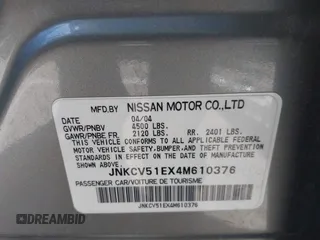 MFD.BY NISSAN MOTOR CO.,LTD
DATE 04/04
GVWR/PNBV 4500 LBS.
GAWR/PNBE FR. 2120 LBS. RR. 2401 LBS.
THIS VEHICLE CONFORMS TO ALL APPLICABLE FEDERAL
MOTOR VEHICLE SAFETY,BUMPER,AND THEFT PREVENTION
STANDARDS IN EFFECT ON THE DATE OF MANUFACTURE
SHOWN ABOVE.
JNKCV51EX4M610376
PASSENGER CAR/VOITURE DE TOURISME
JNKCV51EX4M610376
DREAMBID